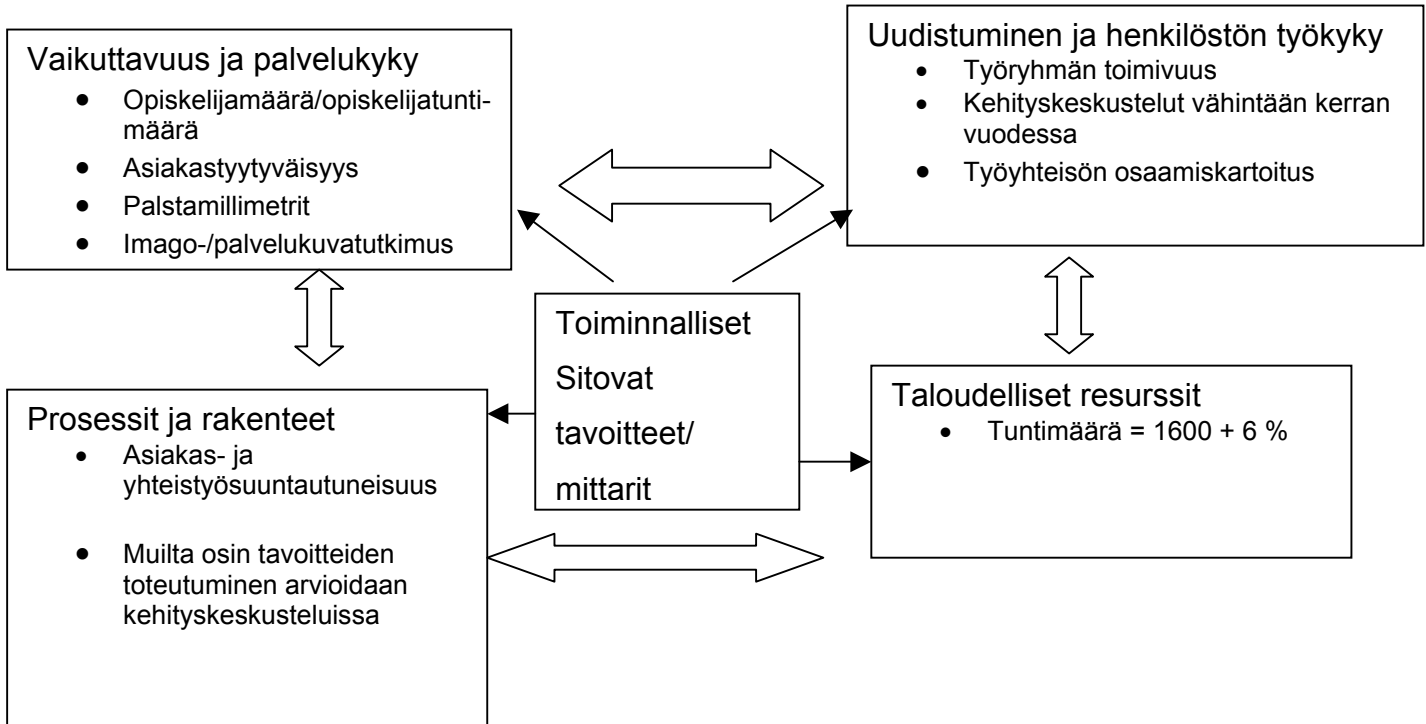 Vaikuttavuus ja palvelukyky
● Opiskelijamäärä/opiskelijatunti-
määrä
● Asiakastyytyväisyys
● Palstamillimetrit
● Imago-/palvelukuvatutkimus
Uudistuminen ja henkilöstön työkyky
● Työryhmän toimivuus
● Kehityskeskustelut vähintään kerran
vuodessa
● Työyhteisön osaamiskartoitus
Toiminnalliset
Sitovat
tavoitteet/
mittarit
Prosessit ja rakenteet
● Asiakas- ja
yhteistyösuuntautuneisuus
● Muilta osin tavoitteiden
toteutuminen arvioidaan
kehityskeskusteluissa
Taloudelliset resurssit
● Tuntimäärä = 1600 + 6 %